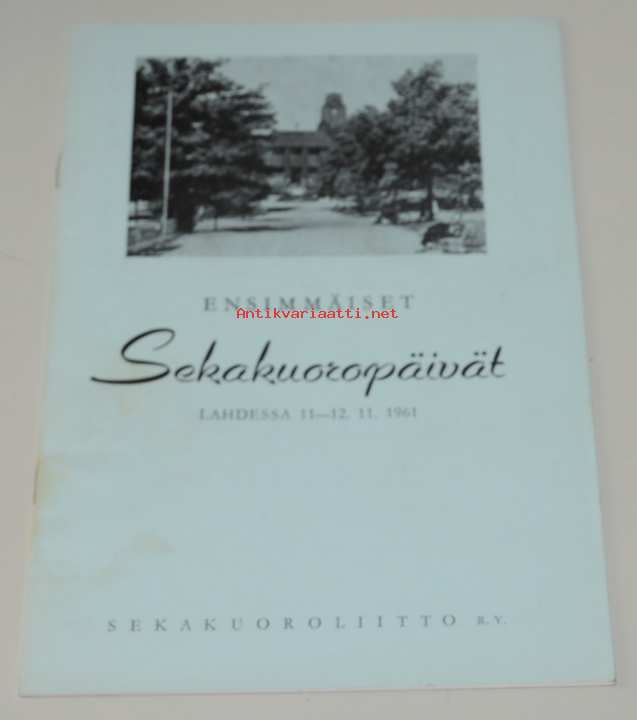 ENSIMMÄISET
Antikvariaatti.net
Sekakuoropäivät
LAHDESSA 11—12. 11. 1961
SEKAKUOROLIITTO R.Y.